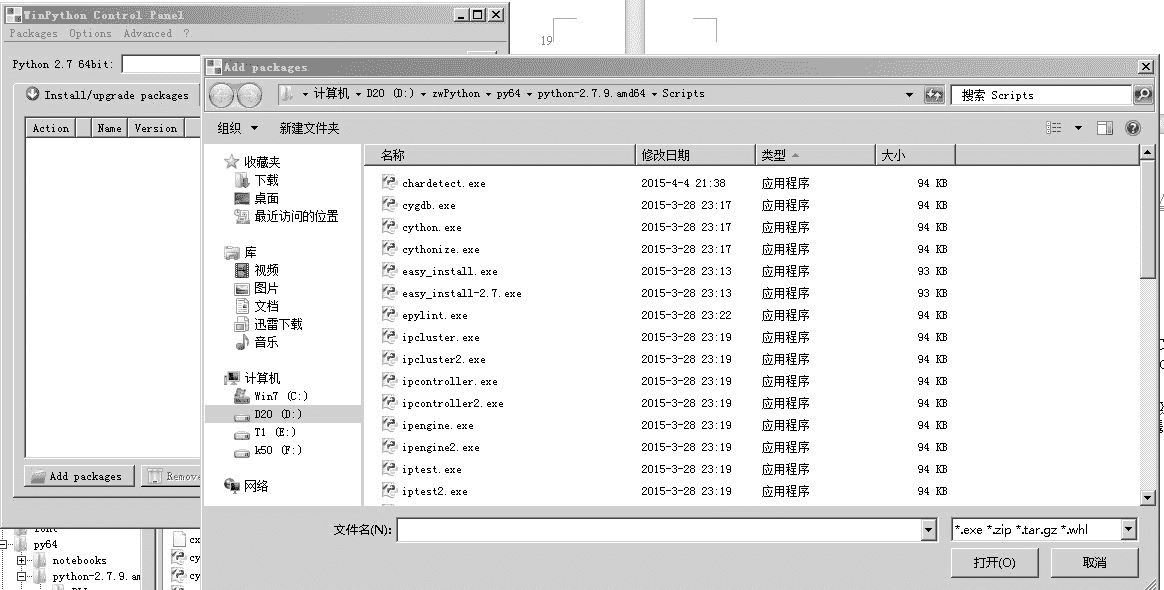 WinPython Control Panel
Packages Options Advanced ?
19
Python 2.7 64bit:
Install/upgrade packages
Action Name Version
Add packages
Remove
Add packages
计算机 D20 (D:) zwPython py64 python-2.7.9.amd64 Scripts
搜索 Scripts
组织 新建文件夹
收藏夹
下载
桌面
最近访问的位置
库
视频
图片
文档
迅雷下载
音乐
计算机
Win7 (C:)
D20 (D:)
T1 (E:)
k50 (F:)
网络
名称 修改日期 类型 大小
chardetect.exe 2015-4-4 21:38 应用程序 94 KB
cygdb.exe 2015-3-28 23:17 应用程序 94 KB
cython.exe 2015-3-28 23:17 应用程序 94 KB
cythonize.exe 2015-3-28 23:17 应用程序 94 KB
easy_install.exe 2015-3-28 23:13 应用程序 93 KB
easy_install-2.7.exe 2015-3-28 23:13 应用程序 93 KB
epylint.exe 2015-3-28 23:22 应用程序 94 KB
ipcluster.exe 2015-3-28 23:19 应用程序 94 KB
ipcluster2.exe 2015-3-28 23:19 应用程序 94 KB
ipcontroller.exe 2015-3-28 23:19 应用程序 94 KB
ipcontroller2.exe 2015-3-28 23:19 应用程序 94 KB
ipengine.exe 2015-3-28 23:19 应用程序 94 KB
ipengine2.exe 2015-3-28 23:19 应用程序 94 KB
iptest.exe 2015-3-28 23:19 应用程序 94 KB
iptest2.exe 2015-3-28 23:19 应用程序 94 KB
文件名(N):
*.exe *.zip *.tar.gz *.whl
打开(O) 取消
py64
notebooks
python-2.7.9.am
cx
cy
cy